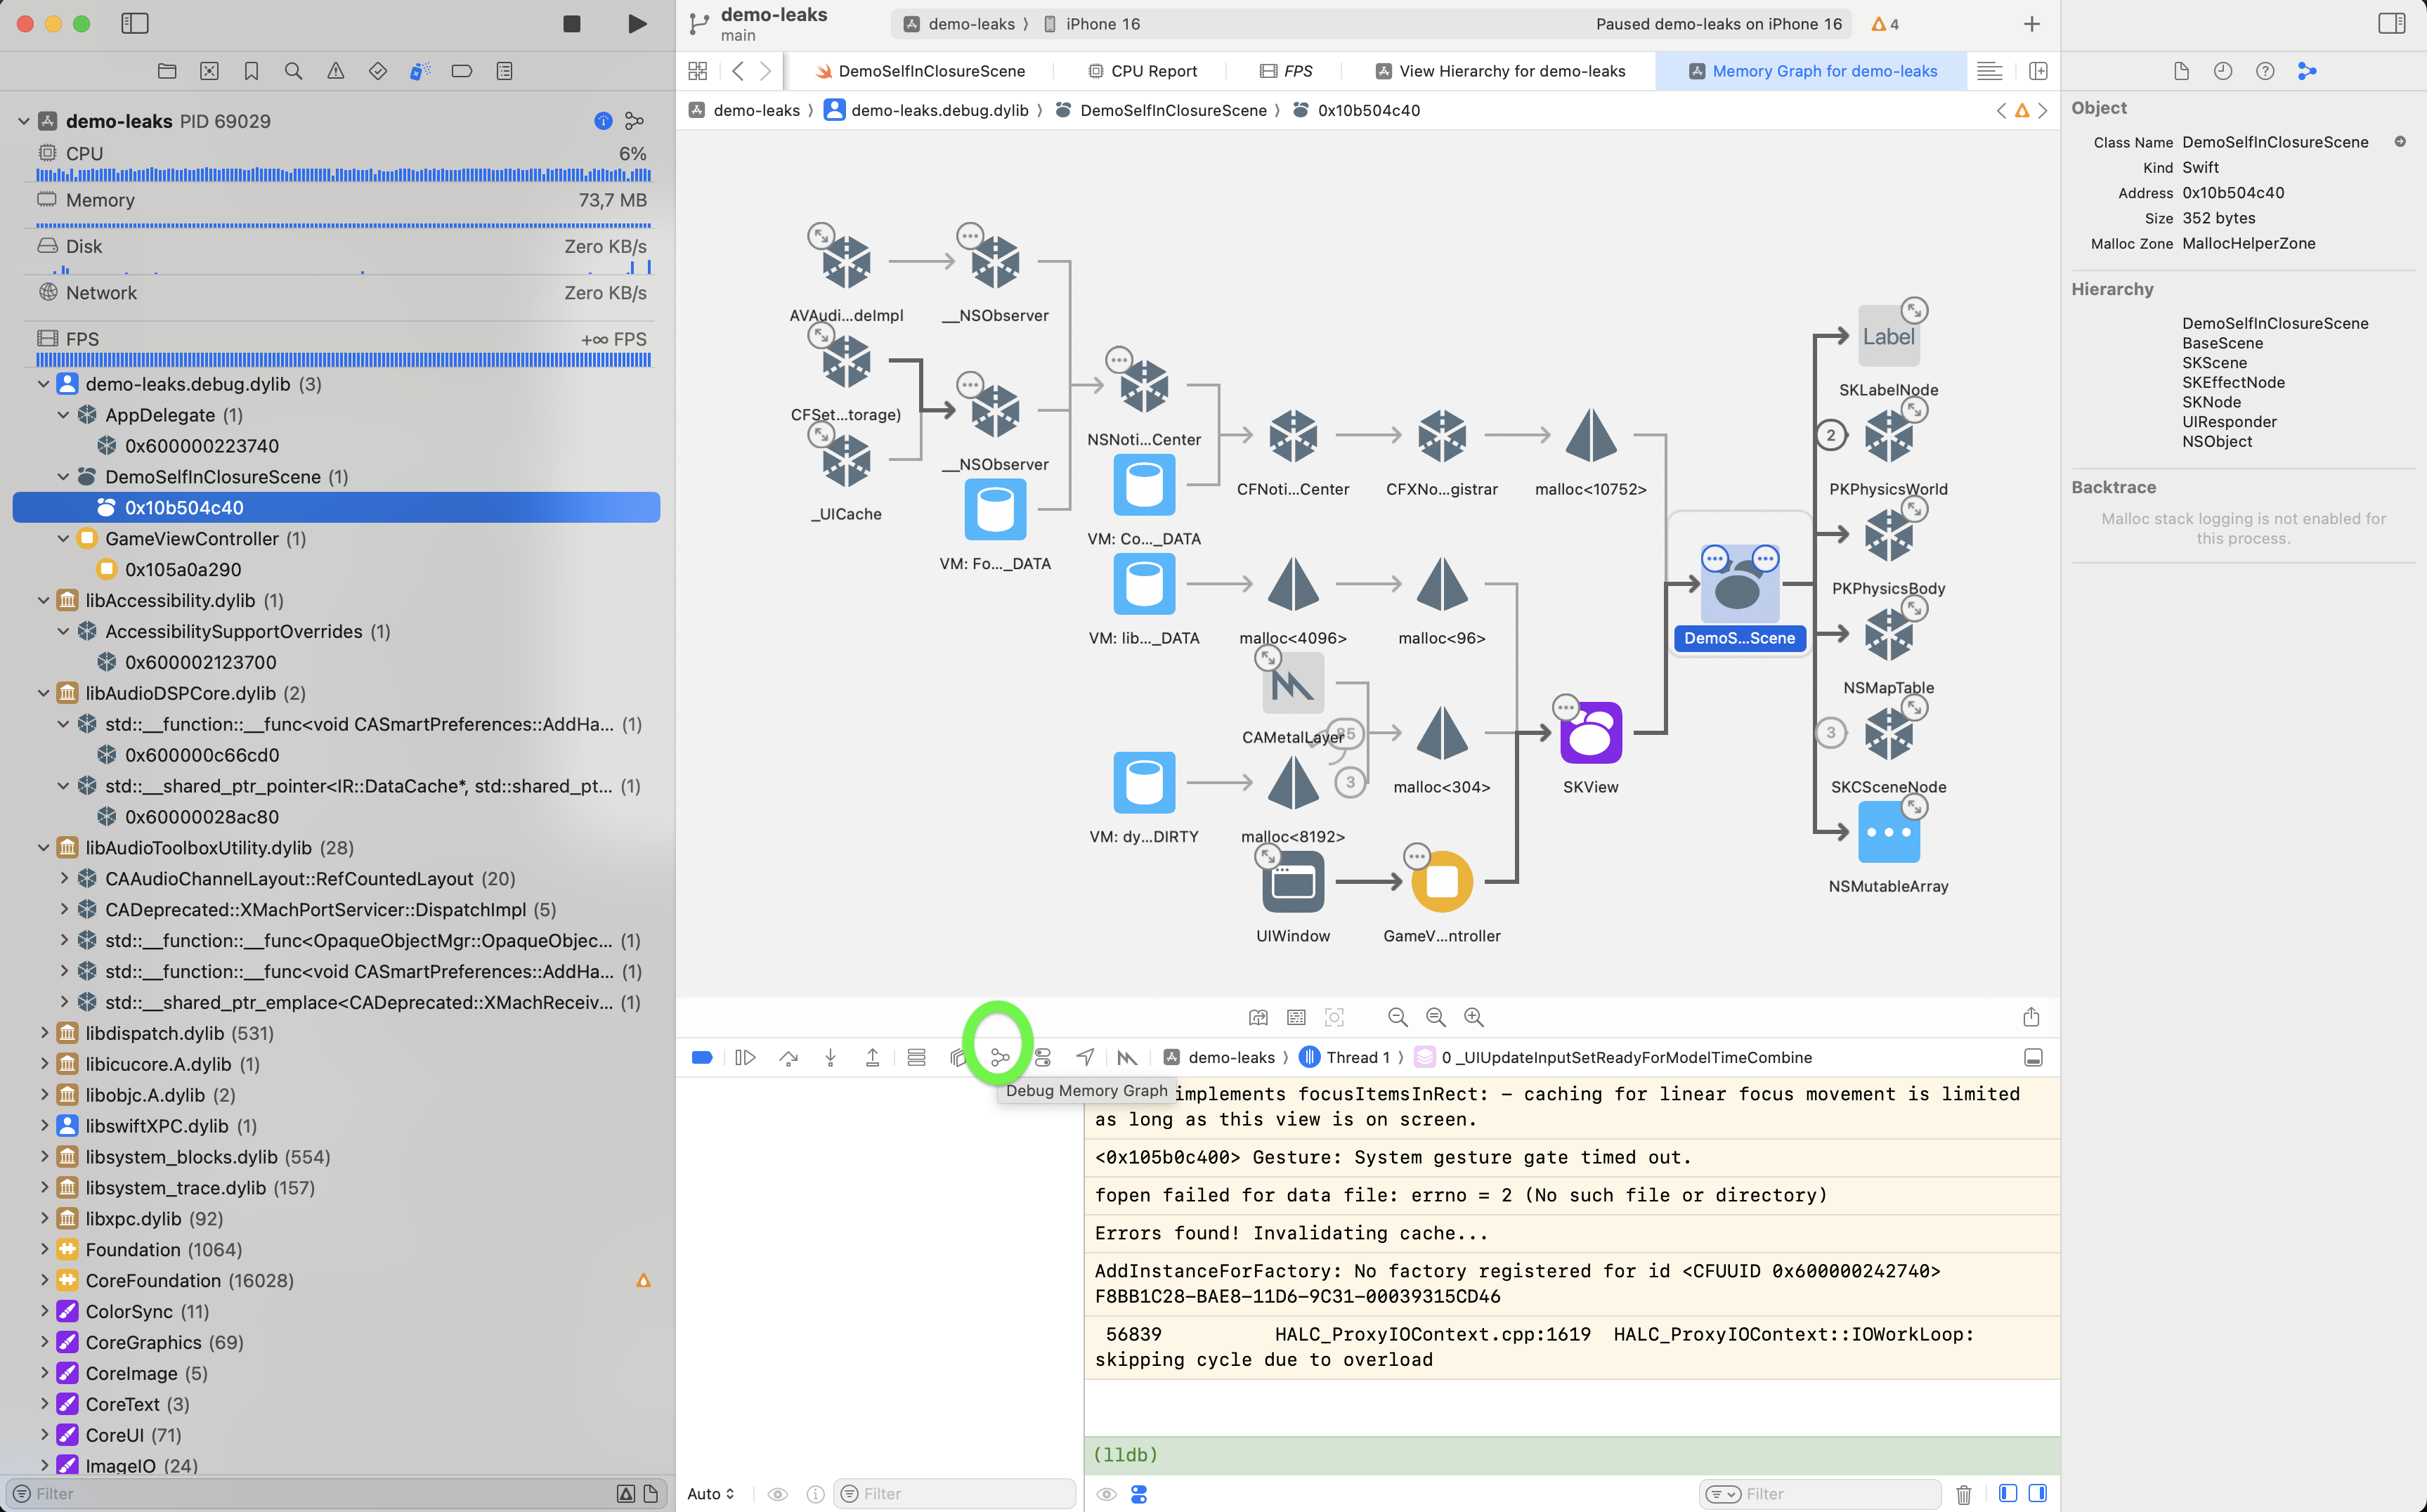 demo-leaks
main
demo-leaks
iPhone 16
Paused demo-leaks on iPhone 16
4
DemoSelfInClosureScene
CPU Report
FPS
View Hierarchy for demo-leaks
Memory Graph for demo-leaks
demo-leaks
demo-leaks.debug.dylib
DemoSelfInClosureScene
0x10b504c40
demo-leaks PID 69029
CPU 6%
Memory 73,7 MB
Disk Zero KB/s
Network Zero KB/s
FPS +∞ FPS
demo-leaks.debug.dylib (3)
AppDelegate (1)
0x600000223740
DemoSelfInClosureScene (1)
0x10b504c40
GameViewController (1)
0x105a0a290
libAccessibility.dylib (1)
AccessibilitySupportOverrides (1)
0x600002123700
libAudioDSPCore.dylib (2)
std::__function::__func<void CASmartPreferences::AddHa... (1)
0x600000c66cd0
std::__shared_ptr_pointer<IR::DataCache*, std::shared_pt... (1)
0x60000028ac80
libAudioToolboxUtility.dylib (28)
CAAudioChannelLayout::RefCountedLayout (20)
CADeprecated::XMachPortServicer::DispatchImpl (5)
std::__function::__func<OpaqueObjectMgr::OpaqueObjec... (1)
std::__function::__func<void CASmartPreferences::AddHa... (1)
std::__shared_ptr_emplace<CADeprecated::XMachReceiv... (1)
libdispatch.dylib (531)
libicucore.A.dylib (1)
libobjc.A.dylib (2)
libswiftXPC.dylib (1)
libsystem_blocks.dylib (554)
libsystem_trace.dylib (157)
libxpc.dylib (92)
Foundation (1064)
CoreFoundation (16028)
ColorSync (11)
CoreGraphics (69)
CoreImage (5)
CoreText (3)
CoreUI (71)
ImageIO (24)
Filter
AVAudi...deImpl
__NSObserver
CFSet...torage)
__NSObserver
_UICache
VM: Fo..._DATA
NSNoti...Center
VM: Co..._DATA
CFNoti...Center
CFXNo...gistrar
malloc<10752>
VM: lib..._DATA
malloc<4096>
malloc<96>
CAMetalLayer
85
malloc<304>
VM: dy...DIRTY
malloc<8192>
3
SKView
UIWindow
GameV...ntroller
DemoS...Scene
Label
SKLabelNode
2
PKPhysicsWorld
PKPhysicsBody
NSMapTable
3
SKCSceneNode
NSMutableArray
demo-leaks
Thread 1
0 _UIUpdateInputSetReadyForModelTimeCombine
Debug Memory Graph
implements focusItemsInRect: - caching for linear focus movement is limited
as long as this view is on screen.
<0x105b0c400> Gesture: System gesture gate timed out.
fopen failed for data file: errno = 2 (No such file or directory)
Errors found! Invalidating cache...
AddInstanceForFactory: No factory registered for id <CFUUID 0x600000242740>
F8BB1C28-BAE8-11D6-9C31-00039315CD46
56839 HALC_ProxyIOContext.cpp:1619 HALC_ProxyIOContext::IOWorkLoop:
skipping cycle due to overload
(lldb)
Auto
Filter
Filter
Object
Class Name DemoSelfInClosureScene
Kind Swift
Address 0x10b504c40
Size 352 bytes
Malloc Zone MallocHelperZone
Hierarchy
DemoSelfInClosureScene
BaseScene
SKScene
SKEffectNode
SKNode
UIResponder
NSObject
Backtrace
Malloc stack logging is not enabled for
this process.